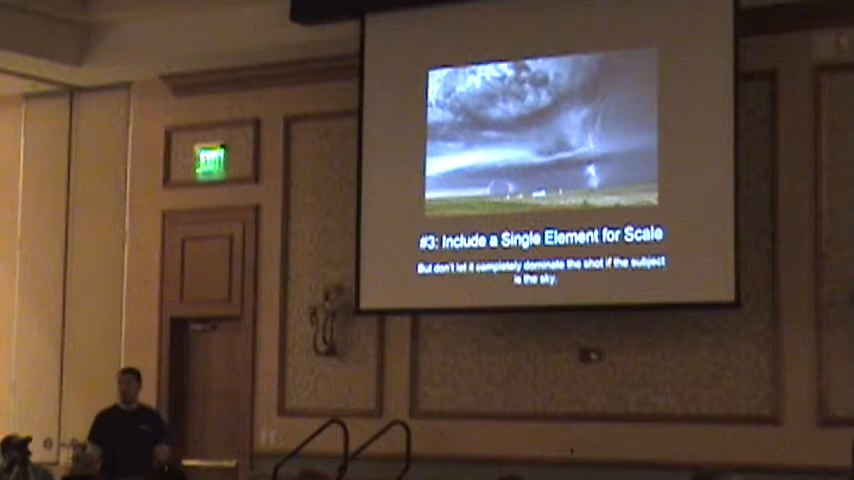 EXIT
#3: Include a Single Element for Scale
But don't let it completely dominate the shot if the subject
is the sky.